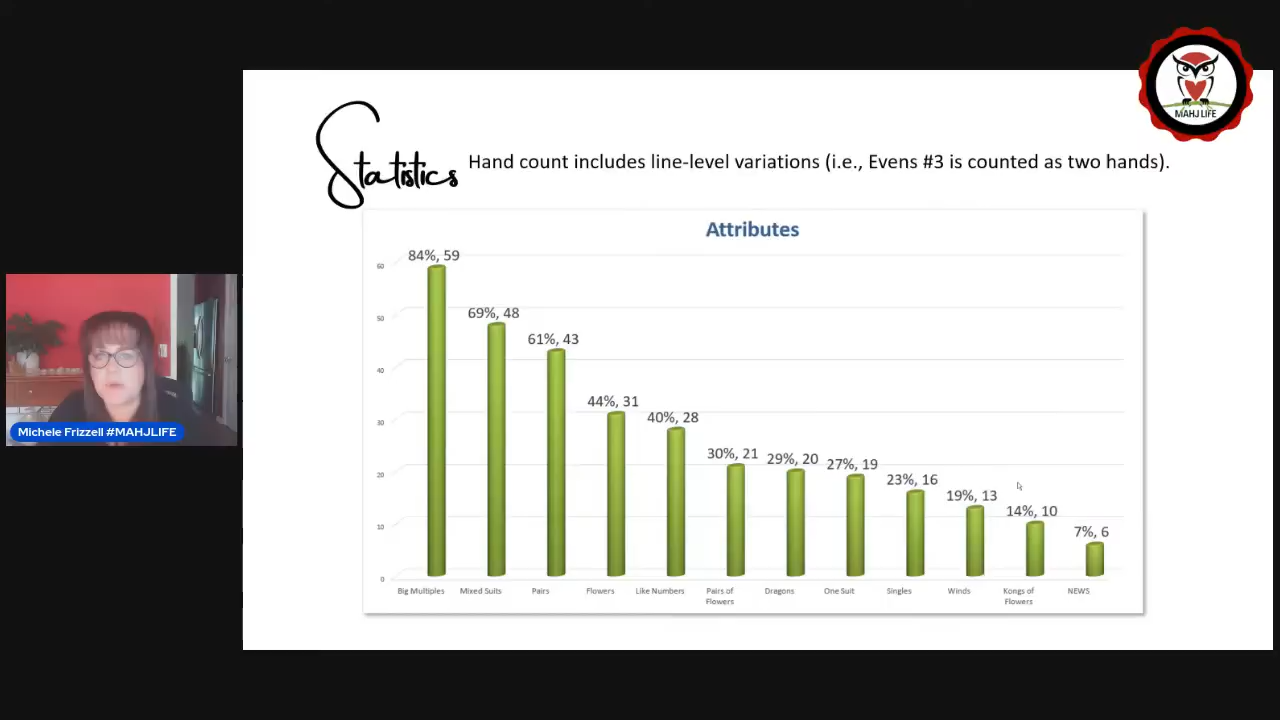 MAHJ LIFE
Statistics
Hand count includes line-level variations (i.e., Evens #3 is counted as two hands).
Attributes
84%, 59
69%, 48
61%, 43
44%, 31
40%, 28
30%, 21
29%, 20
27%, 19
23%, 16
19%, 13
14%, 10
7%, 6
60
50
40
30
20
10
0
Big Multiples
Mixed Suits
Pairs
Flowers
Like Numbers
Pairs of
Flowers
Dragons
One Suit
Singles
Winds
Kongs of
Flowers
NEWS
Michele Frizzell #MAHJLIFE